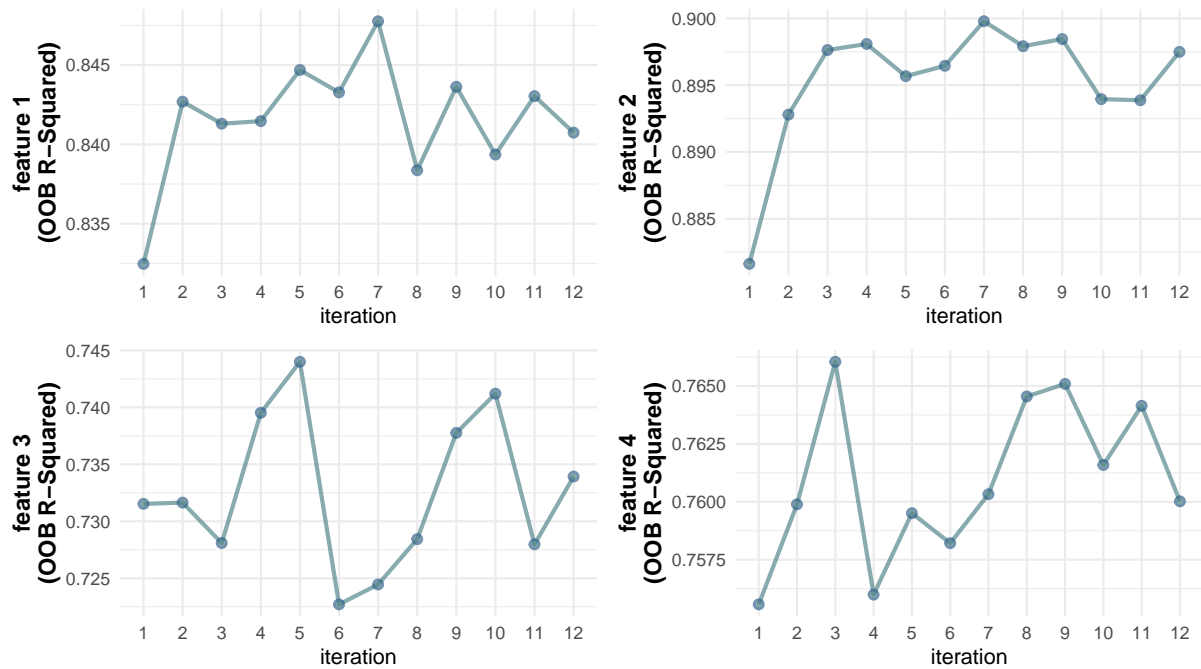 feature 1
(OOB R−Squared)
0.845
0.840
0.835
1 2 3 4 5 6 7 8 9 10 11 12
iteration
feature 2
(OOB R−Squared)
0.900
0.895
0.890
0.885
1 2 3 4 5 6 7 8 9 10 11 12
iteration
feature 3
(OOB R−Squared)
0.745
0.740
0.735
0.730
0.725
1 2 3 4 5 6 7 8 9 10 11 12
iteration
feature 4
(OOB R−Squared)
0.7650
0.7625
0.7600
0.7575
1 2 3 4 5 6 7 8 9 10 11 12
iteration